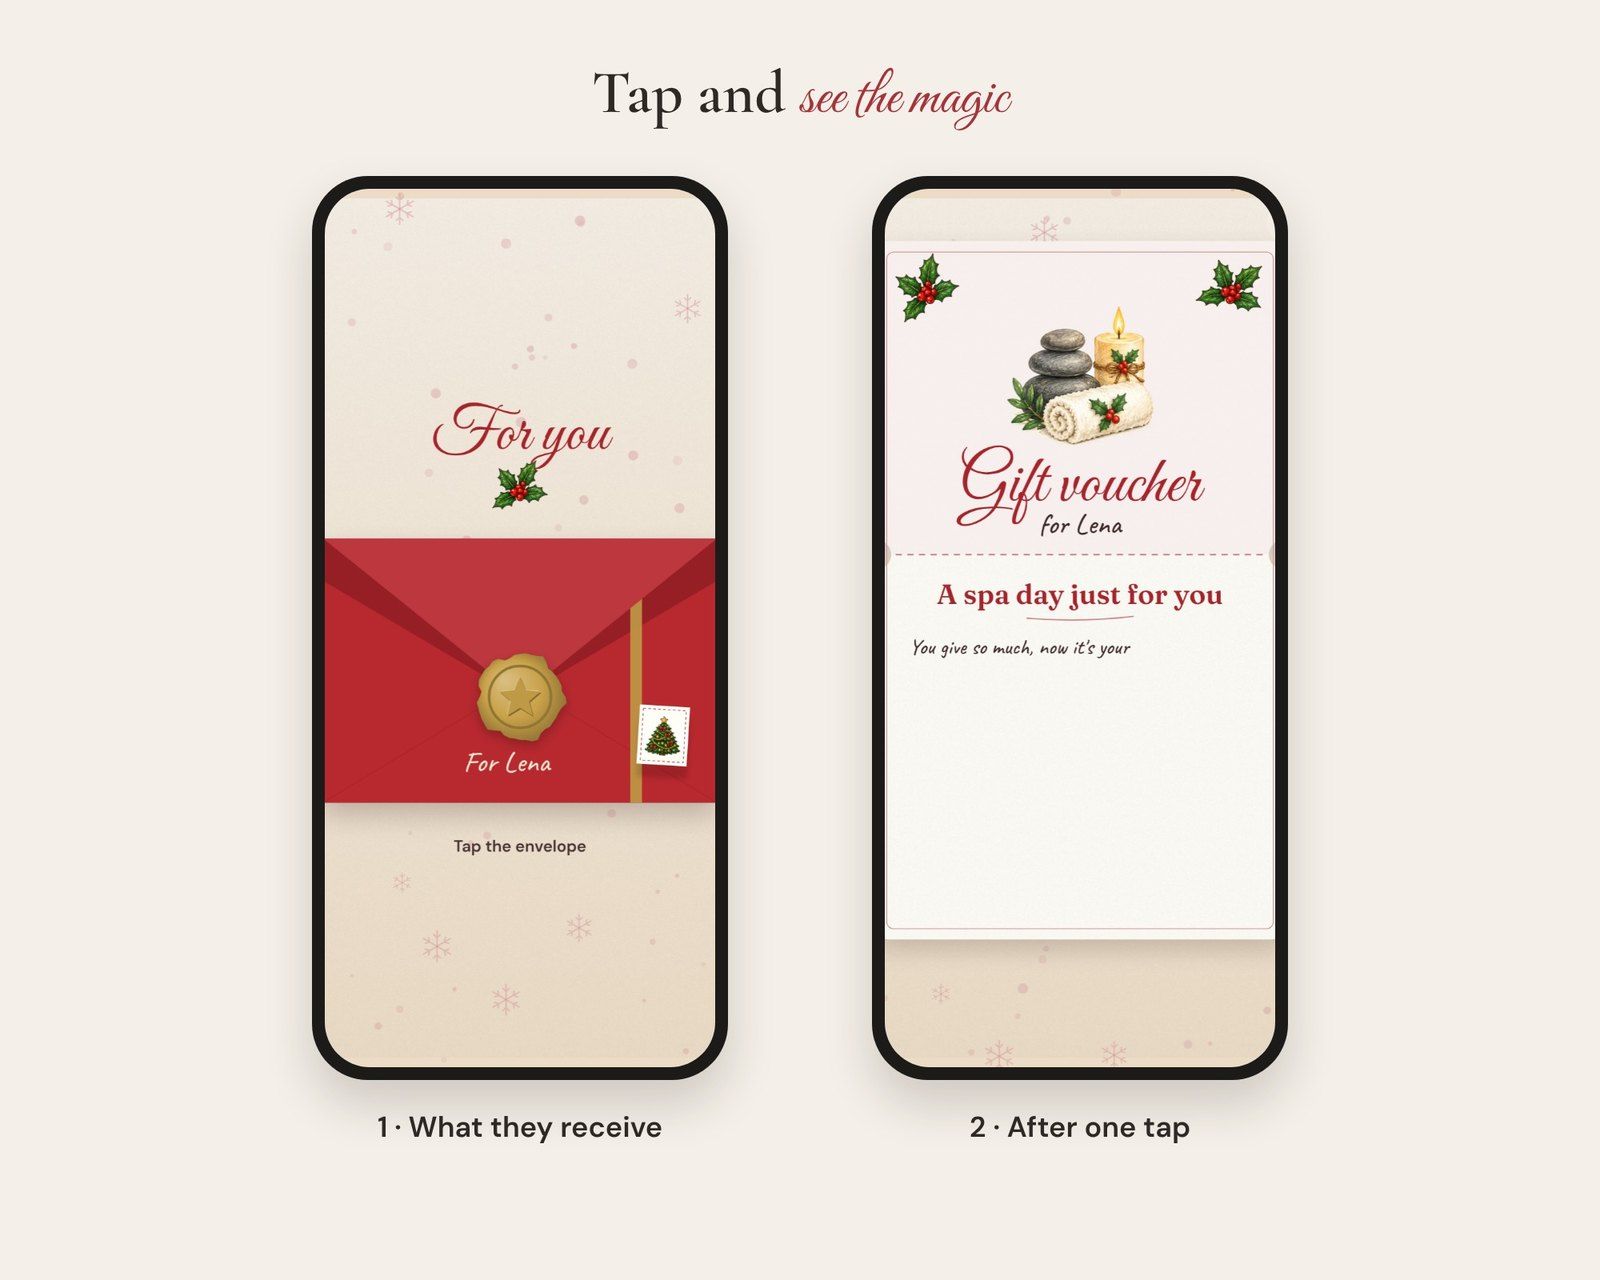 Tap and see the magic
For you
For Lena
Tap the envelope
1 · What they receive
Gift voucher
for Lena
A spa day just for you
You give so much, now it's your
2 · After one tap